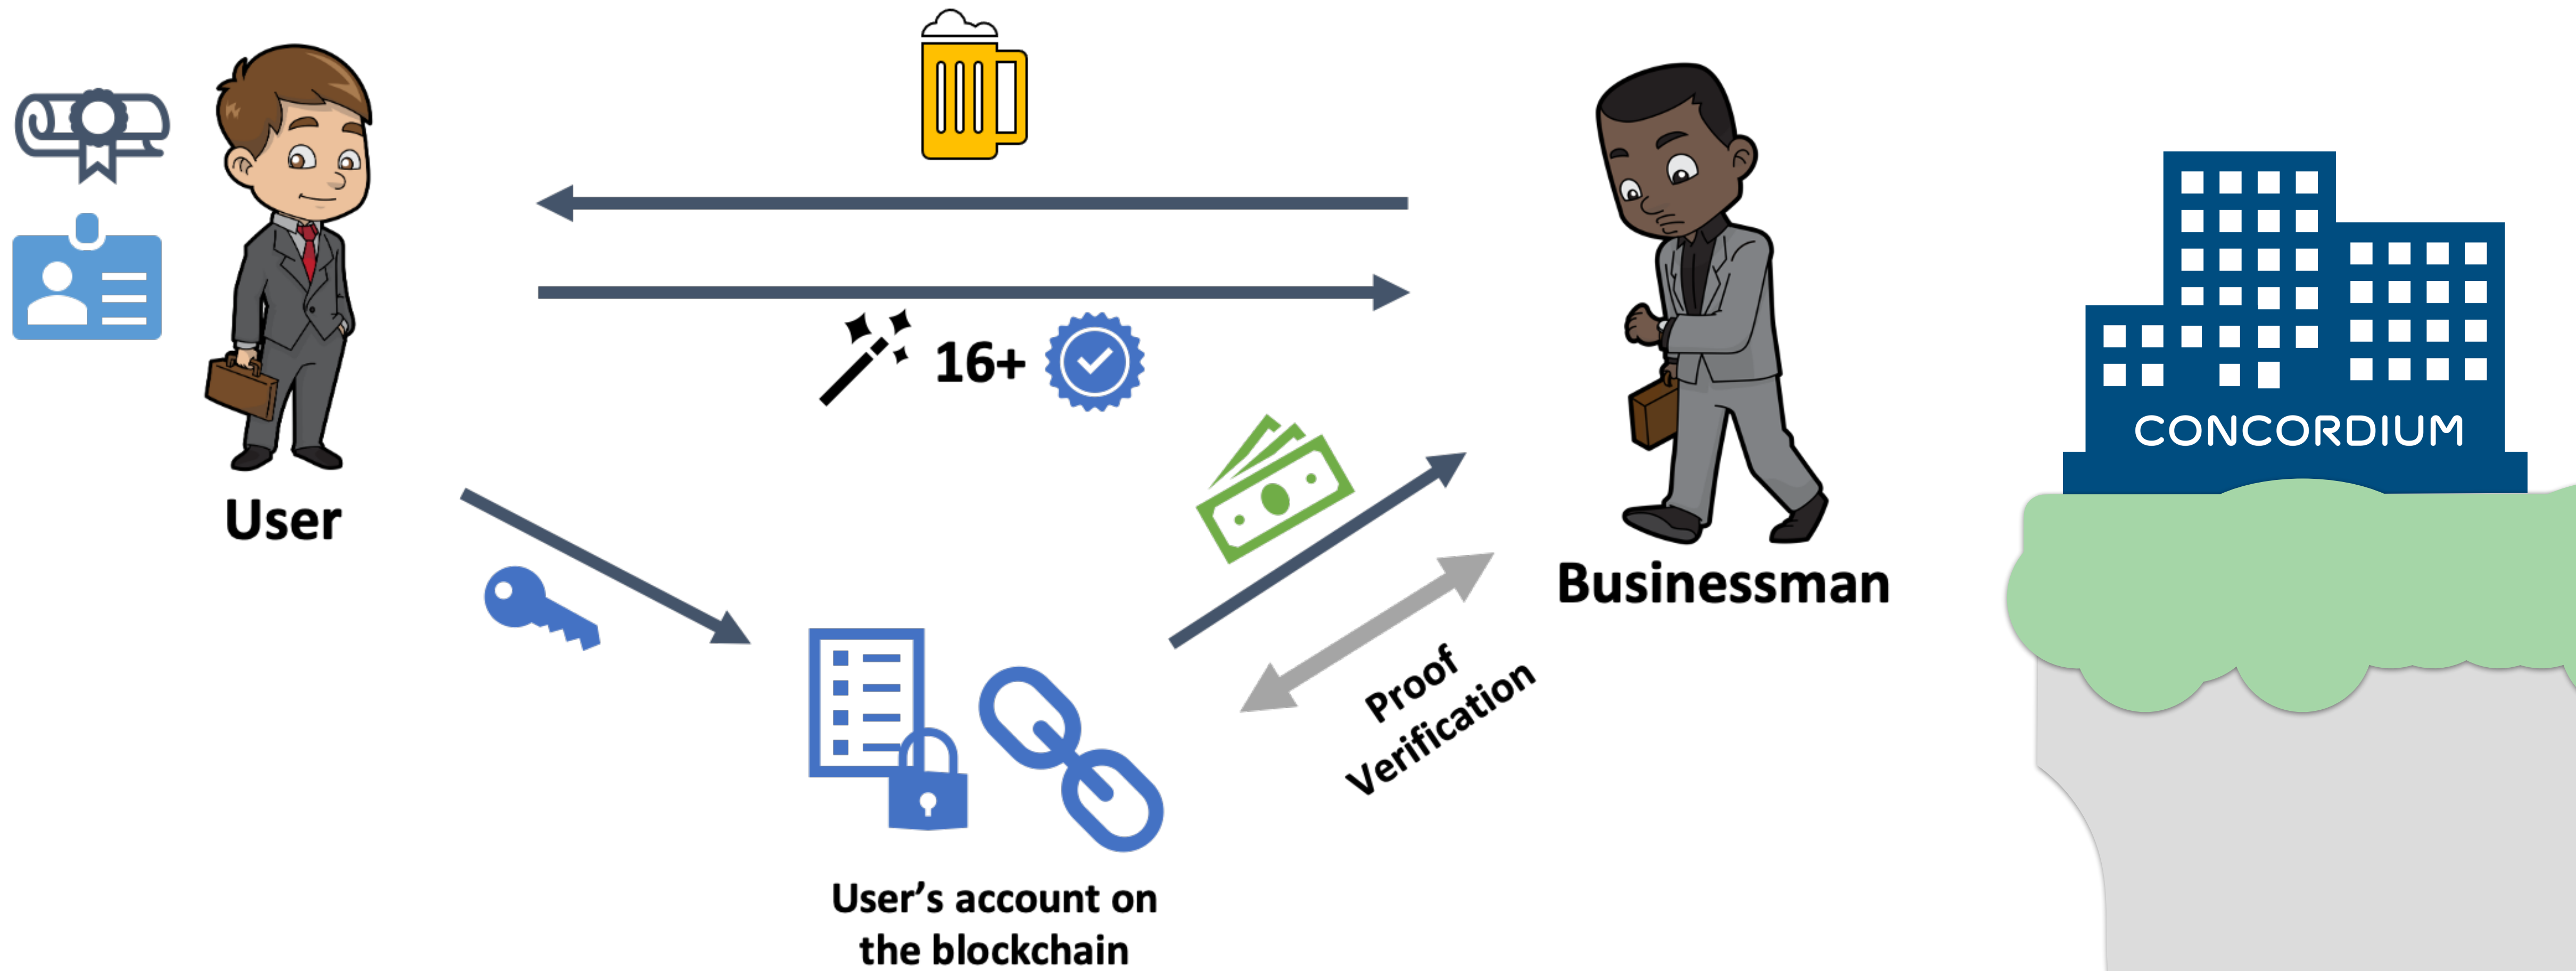 16+
User
CONCORDIUM
Businessman
Proof
Verification
User’s account on
the blockchain